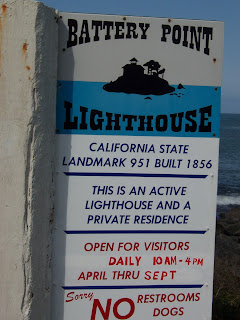 BATTERY POINT
LIGHTHOUSE
CALIFORNIA STATE
LANDMARK 951 BUILT 1856
THIS IS AN ACTIVE
LIGHTHOUSE AND A
PRIVATE RESIDENCE
OPEN FOR VISITORS
DAILY 10AM-4PM
APRIL THRU SEPT
Sorry RESTROOMS
NO DOGS